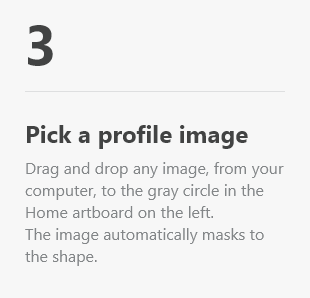 3
Pick a profile image
Drag and drop any image, from your
computer, to the gray circle in the
Home artboard on the left.
The image automatically masks to
the shape.